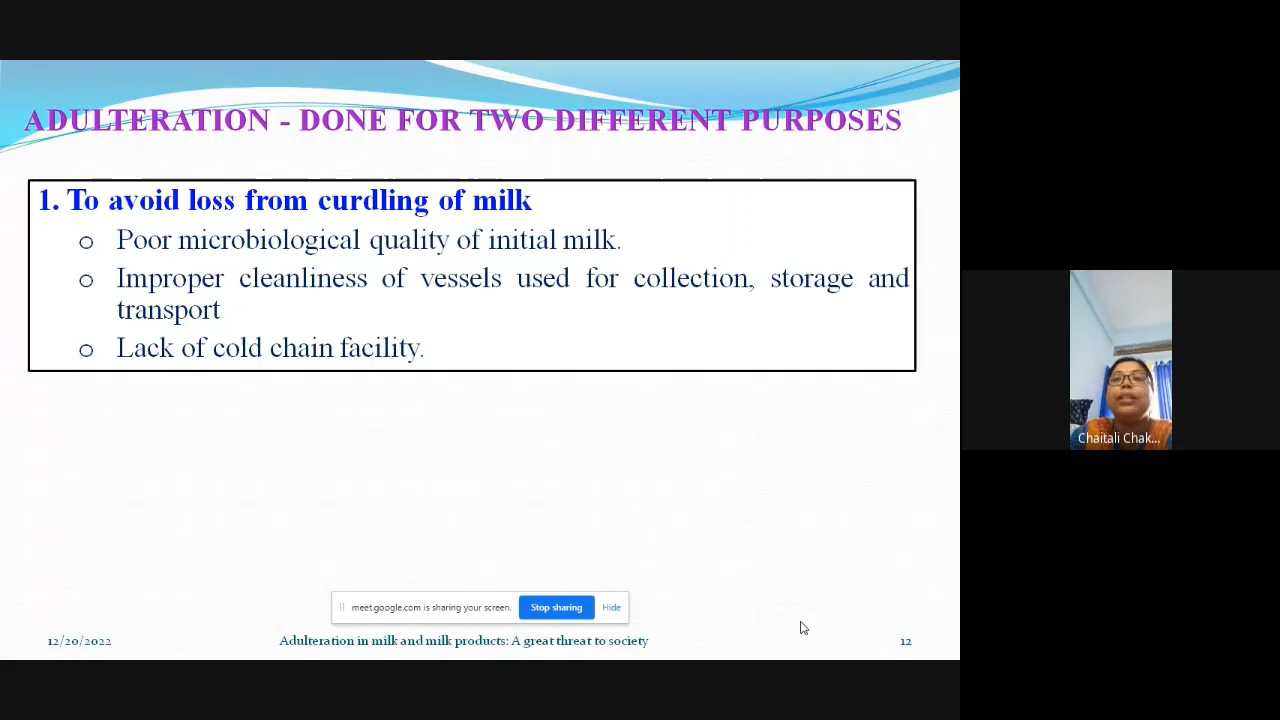 ADULTERATION - DONE FOR TWO DIFFERENT PURPOSES
1. To avoid loss from curdling of milk
o Poor microbiological quality of initial milk.
o Improper cleanliness of vessels used for collection, storage and
transport
o Lack of cold chain facility.
meet.google.com is sharing your screen. Stop sharing Hide
12/20/2022 Adulteration in milk and milk products: A great threat to society 12
Chaitali Chak...